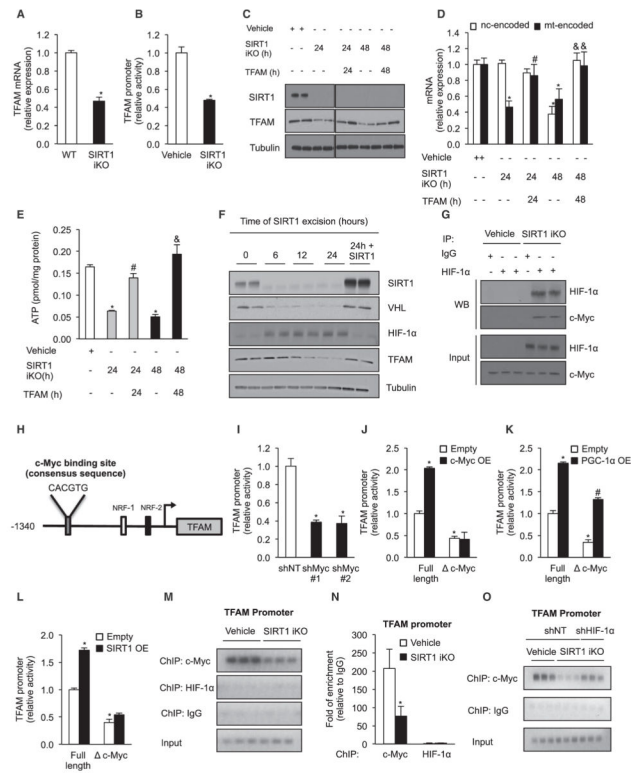 A
TFAM mRNA
(relative expression)
1.4
1.2
1.0
0.8
0.6
0.4
0.2
0.0
*
WT
SIRT1
iKO
B
TFAM promoter
(relative activity)
1.4
1.2
1.0
0.8
0.6
0.4
0.2
0.0
*
Vehicle
SIRT1
iKO
C
Vehicle + + - - - - - - - -
SIRT1
iKO (h) - - 24 24 48 48
TFAM (h) - - - - 24 - - 48
SIRT1
TFAM
Tubulin
D
nc-encoded mt-encoded
mRNA
(relative expression)
1.4
1.2
1.0
0.8
0.6
0.4
0.2
0.0
* # * * & &
Vehicle ++ -- -- -- --
SIRT1
iKO (h) -- 24 24 48 48
TFAM (h) -- -- 24 -- 48
E
ATP (pmol/mg protein)
0.25
0.20
0.15
0.10
0.05
0
* # * &
Vehicle + - - - -
SIRT1
iKO(h) - 24 24 48 48
TFAM (h) - - 24 - 48
F
Time of SIRT1 excision (hours)
0 6 12 24 24h +
SIRT1
SIRT1
VHL
HIF-1α
TFAM
Tubulin
G
Vehicle SIRT1 iKO
IP:
IgG + - - + - -
HIF-1α - + + - + +
WB
HIF-1α
c-Myc
Input
HIF-1α
c-Myc
H
c-Myc binding site
(consensus sequence)
CACGTG
NRF-1 NRF-2
-1340
TFAM
I
TFAM promoter
(relative activity)
1.4
1.2
1.0
0.8
0.6
0.4
0.2
0.0
* *
shNT shMyc shMyc
#1 #2
J
Empty
c-Myc OE
TFAM promoter
(relative activity)
2.5
2.0
1.5
1.0
0.5
0.0
* *
Full
length
Δ c-Myc
K
Empty
PGC-1α OE
TFAM promoter
(relative activity)
2.5
2.0
1.5
1.0
0.5
0.0
* * #
Full
length
Δ c-Myc
L
Empty
SIRT1 OE
TFAM promoter
(relative activity)
2.0
1.5
1.0
0.5
0.0
* *
Full
length
Δ c-Myc
M
TFAM Promoter
Vehicle SIRT1 iKO
ChIP: c-Myc
ChIP: HIF-1α
ChIP: IgG
Input
N
TFAM promoter
Vehicle
SIRT1 iKO
Fold of enrichment
(relative to IgG)
300
250
200
150
100
50
0
*
ChIP: c-Myc HIF-1α
O
TFAM Promoter
shNT shHIF-1α
Vehicle SIRT1 iKO
ChIP: c-Myc
ChIP: IgG
Input